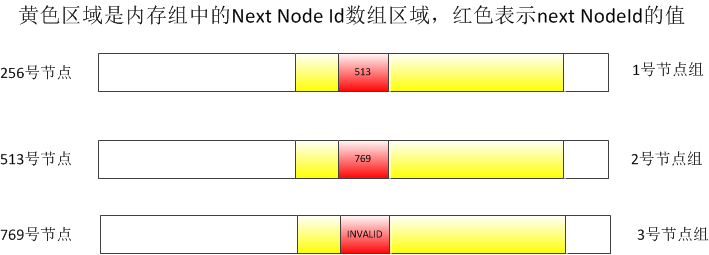 黄色区域是内存组中的Next Node Id数组区域，红色表示next NodeId的值
256号节点 513 1号节点组
513号节点 769 2号节点组
769号节点 INVALID 3号节点组